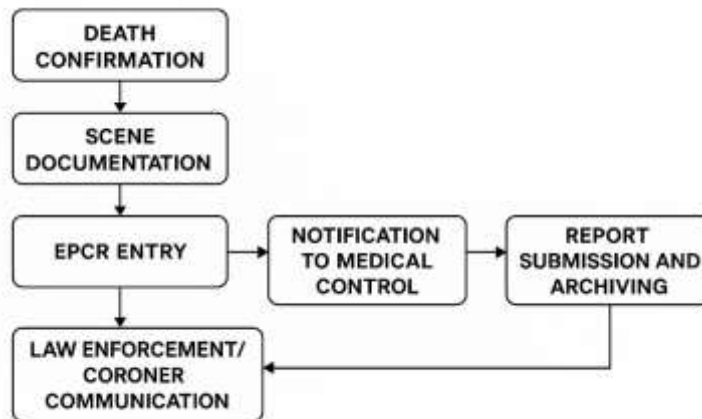 DEATH
CONFIRMATION
SCENE
DOCUMENTATION
EPCR ENTRY
NOTIFICATION
TO MEDICAL
CONTROL
REPORT
SUBMISSION AND
ARCHIVING
LAW ENFORCEMENT/
CORONER
COMMUNICATION